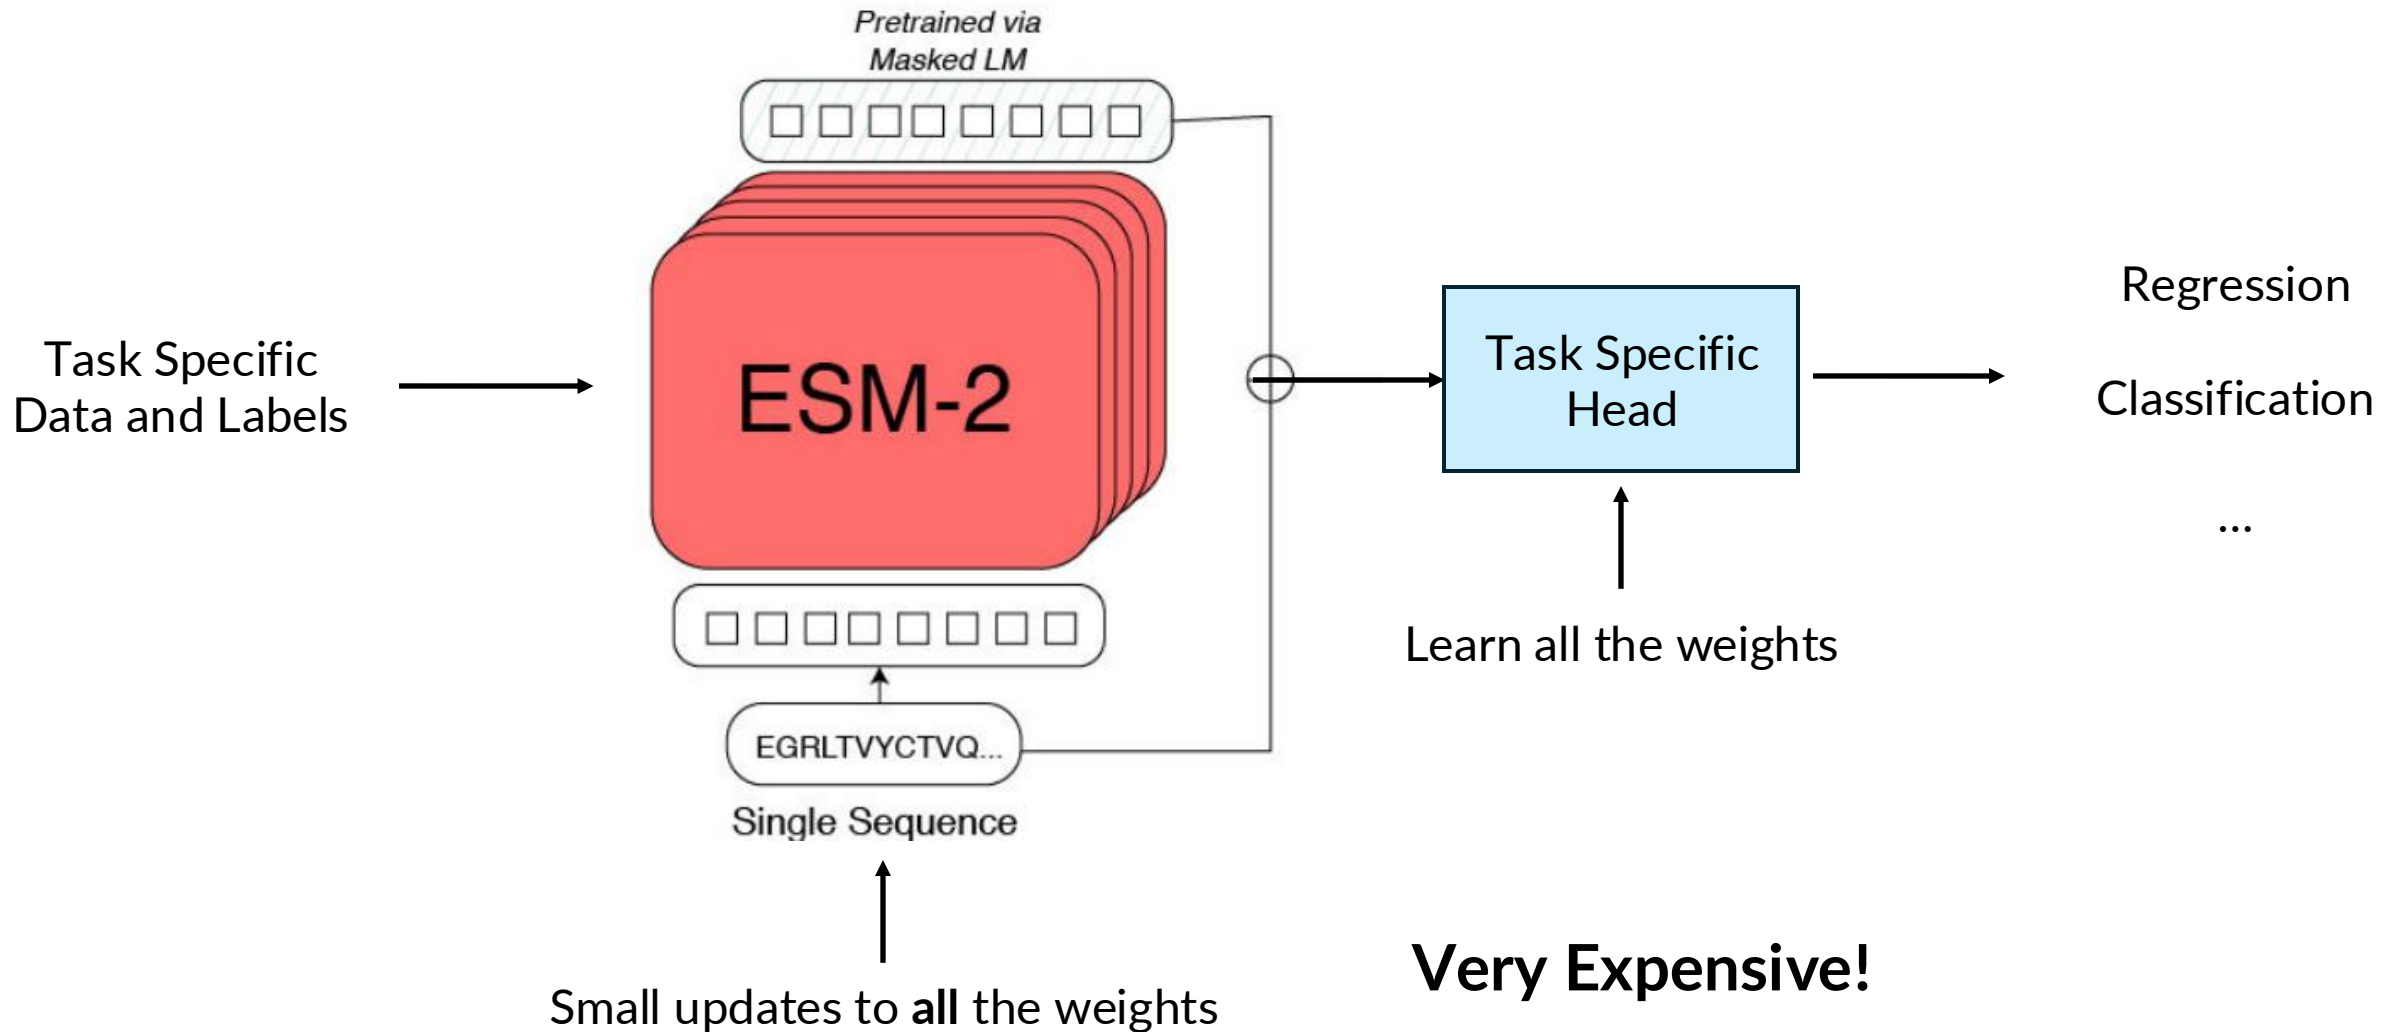 Pretrained via
Masked LM
Task Specific
Data and Labels
ESM-2
EGRLTVYCTVQ...
Single Sequence
Small updates to all the weights
Task Specific
Head
Learn all the weights
Regression
Classification
...
Very Expensive!